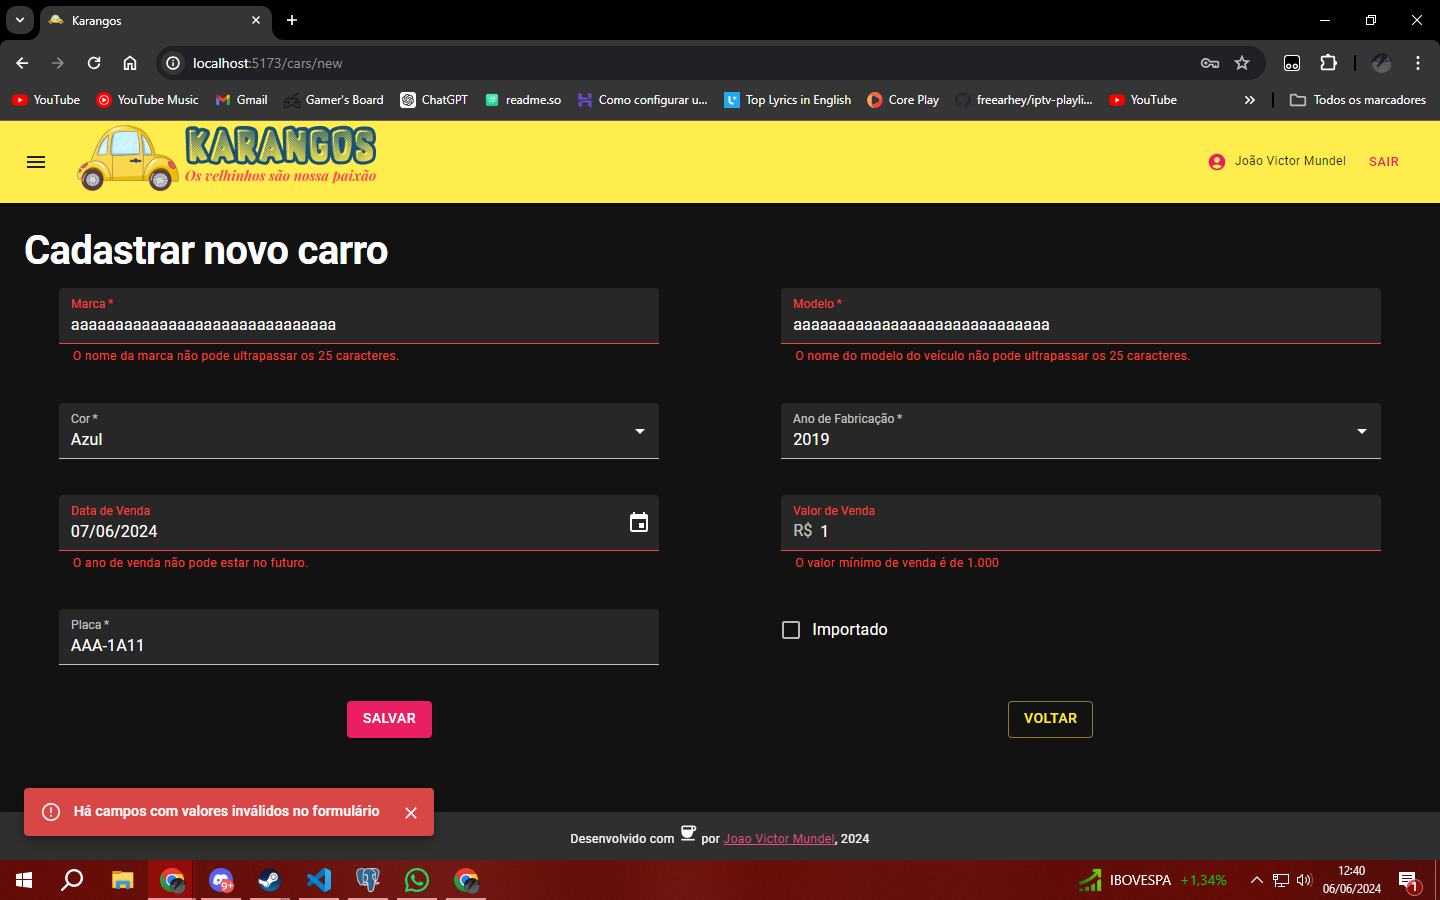 Karangos
localhost:5173/cars/new
YouTube
YouTube Music
Gmail
Gamer's Board
ChatGPT
readme.so
Como configurar u...
Top Lyrics in English
Core Play
freearhey/iptv-playli...
YouTube
Todos os marcadores
KARANGOS
Os velhinhos são nossa paixão
João Victor Mundel
SAIR
Cadastrar novo carro
Marca *
aaaaaaaaaaaaaaaaaaaaaaaaaaaaaa
O nome da marca não pode ultrapassar os 25 caracteres.
Modelo *
aaaaaaaaaaaaaaaaaaaaaaaaaaaaa
O nome do modelo do veículo não pode ultrapassar os 25 caracteres.
Cor *
Azul
Ano de Fabricação *
2019
Data de Venda
07/06/2024
O ano de venda não pode estar no futuro.
Valor de Venda
R$ 1
O valor mínimo de venda é de 1.000
Placa *
AAA-1A11
Importado
SALVAR
VOLTAR
Há campos com valores inválidos no formulário
Desenvolvido com por Joao Victor Mundel, 2024
9+
IBOVESPA +1,34%
12:40
06/06/2024
1